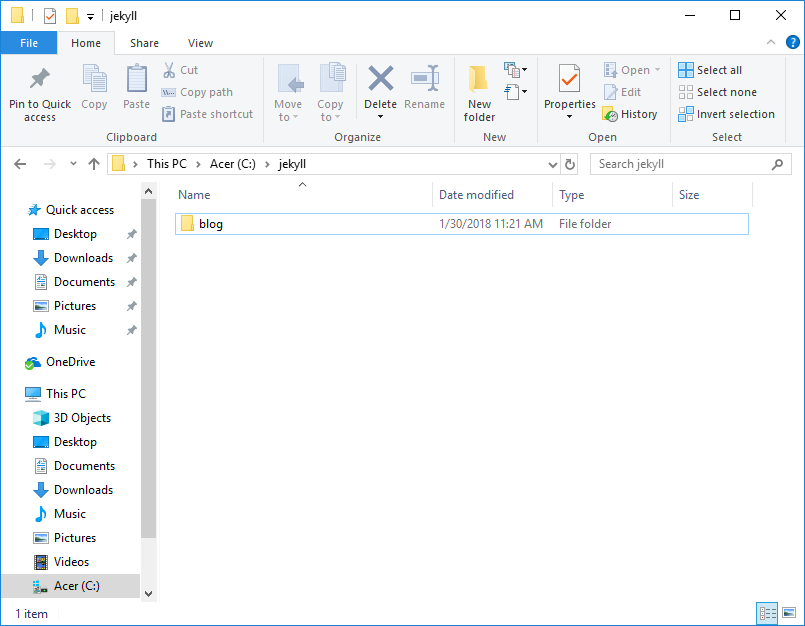 jekyll
File Home Share View
Pin to Quick access
Copy
Paste
Cut
Copy path
Paste shortcut
Clipboard
Move to
Copy to
Delete
Rename
Organize
New folder
New
Properties
Open
Edit
History
Open
Select all
Select none
Invert selection
Select
This PC > Acer (C:) > jekyll
Search jekyll
Name Date modified Type Size
blog 1/30/2018 11:21 AM File folder
Quick access
Desktop
Downloads
Documents
Pictures
Music
OneDrive
This PC
3D Objects
Desktop
Documents
Downloads
Music
Pictures
Videos
Acer (C:)
1 item